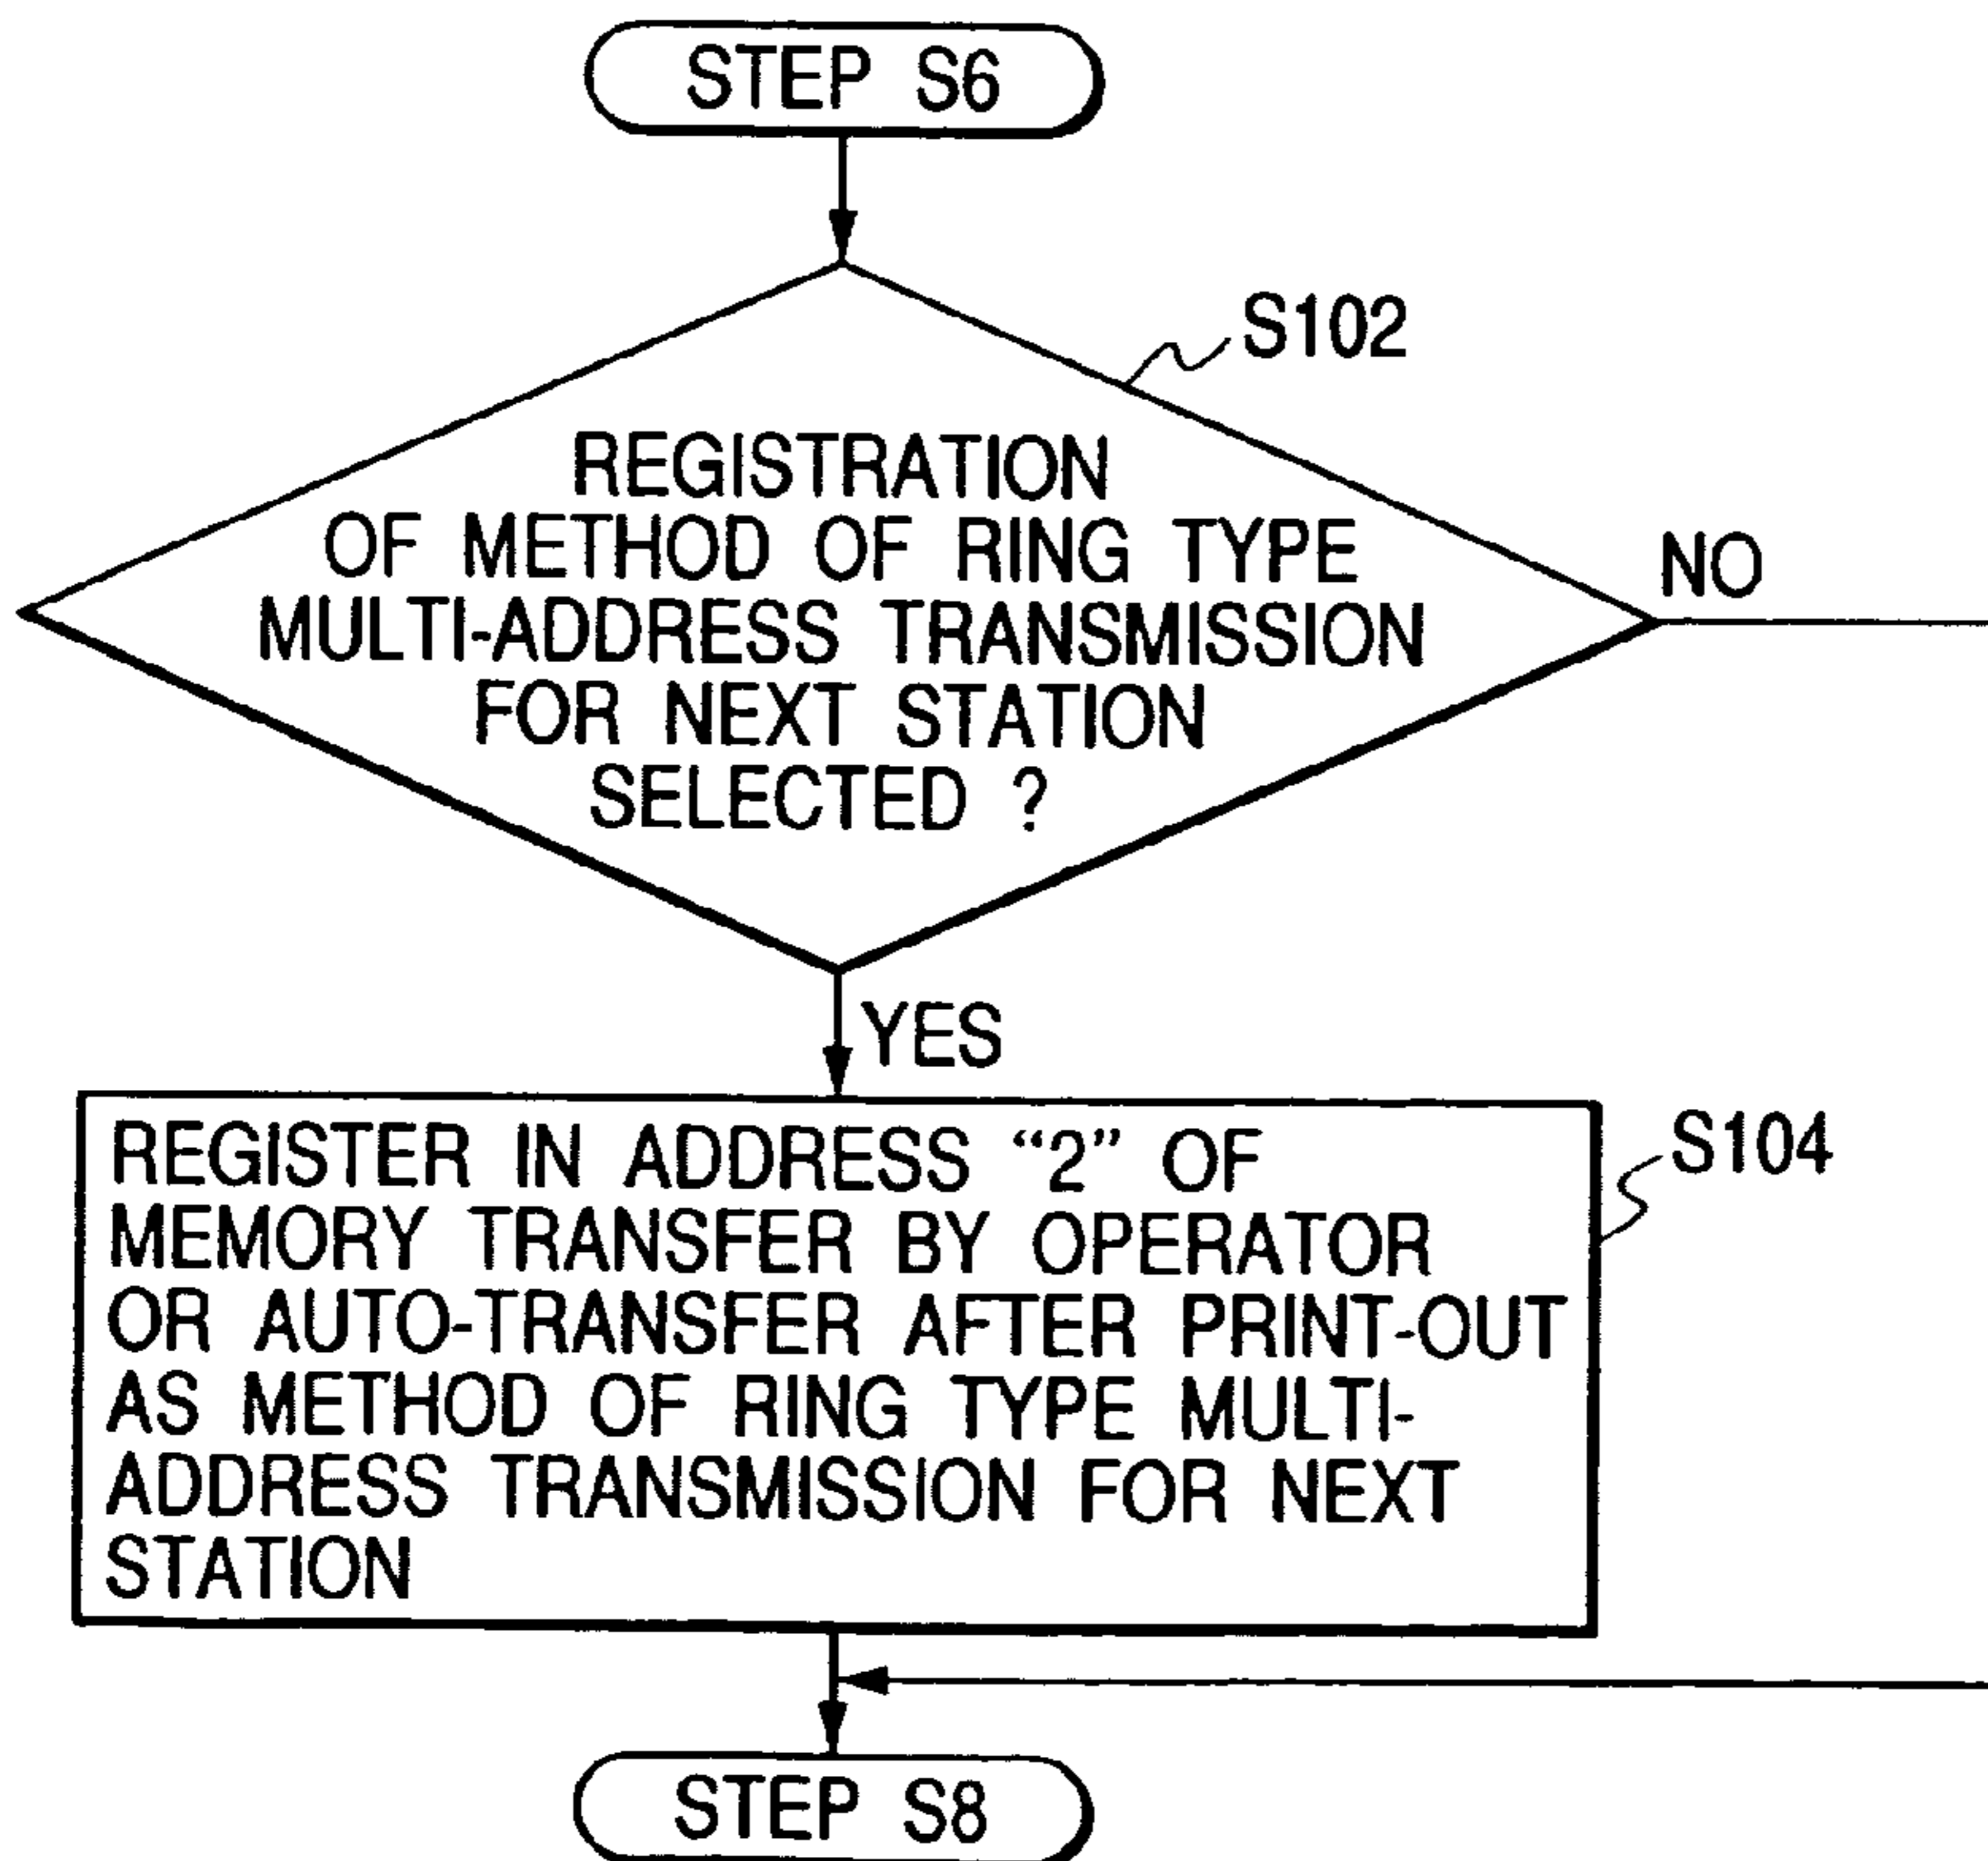 STEP S6
S102
REGISTRATION
OF METHOD OF RING TYPE
MULTI-ADDRESS TRANSMISSION
FOR NEXT STATION
SELECTED ?
NO
YES
REGISTER IN ADDRESS “2” OF
MEMORY TRANSFER BY OPERATOR
OR AUTO-TRANSFER AFTER PRINT-OUT
AS METHOD OF RING TYPE MULTI-
ADDRESS TRANSMISSION FOR NEXT
STATION
S104
STEP S8